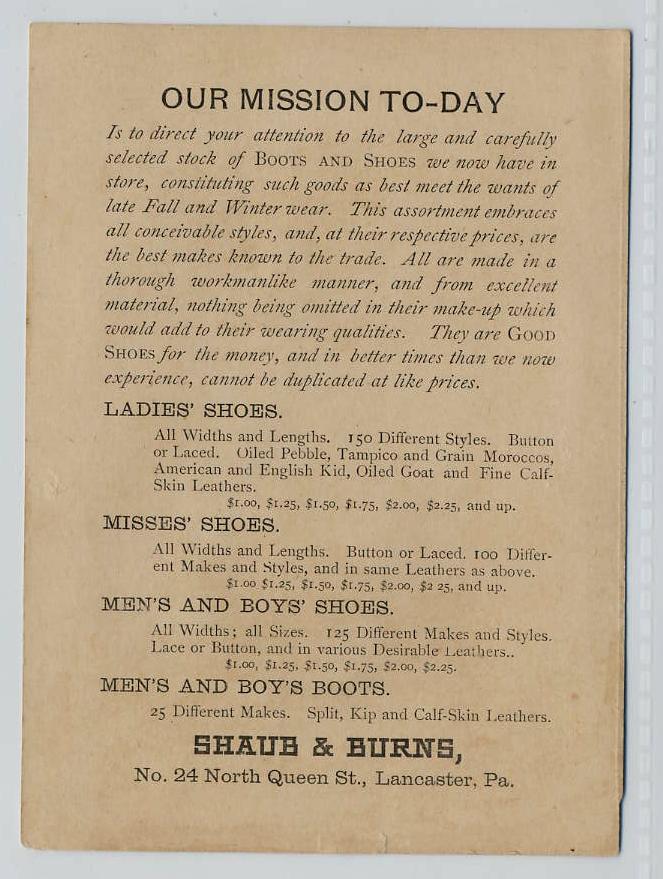 OUR MISSION TO-DAY
Is to direct your attention to the large and carefully
selected stock of BOOTS AND SHOES we now have in
store, constituting such goods as best meet the wants of
late Fall and Winter wear. This assortment embraces
all conceivable styles, and, at their respective prices, are
the best makes known to the trade. All are made in a
thorough workmanlike manner, and from excellent
material, nothing being omitted in their make-up which
would add to their wearing qualities. They are GOOD
SHOES for the money, and in better times than we now
experience, cannot be duplicated at like prices.
LADIES' SHOES.
All Widths and Lengths. 150 Different Styles. Button
or Laced. Oiled Pebble, Tampico and Grain Moroccos,
American and English Kid, Oiled Goat and Fine Calf-
Skin Leathers.
$1.00, $1.25, $1.50, $1.75, $2.00, $2.25, and up.
MISSES' SHOES.
All Widths and Lengths. Button or Laced. 100 Differ-
ent Makes and Styles, and in same Leathers as above.
$1.00 $1.25, $1.50, $1.75, $2.00, $2 25, and up.
MEN'S AND BOYS' SHOES.
All Widths; all Sizes. 125 Different Makes and Styles.
Lace or Button, and in various Desirable Leathers..
$1.00, $1.25, $1.50, $1.75, $2.00, $2.25.
MEN'S AND BOY'S BOOTS.
25 Different Makes. Split, Kip and Calf-Skin Leathers.
SHAUB & BURNS,
No. 24 North Queen St., Lancaster, Pa.